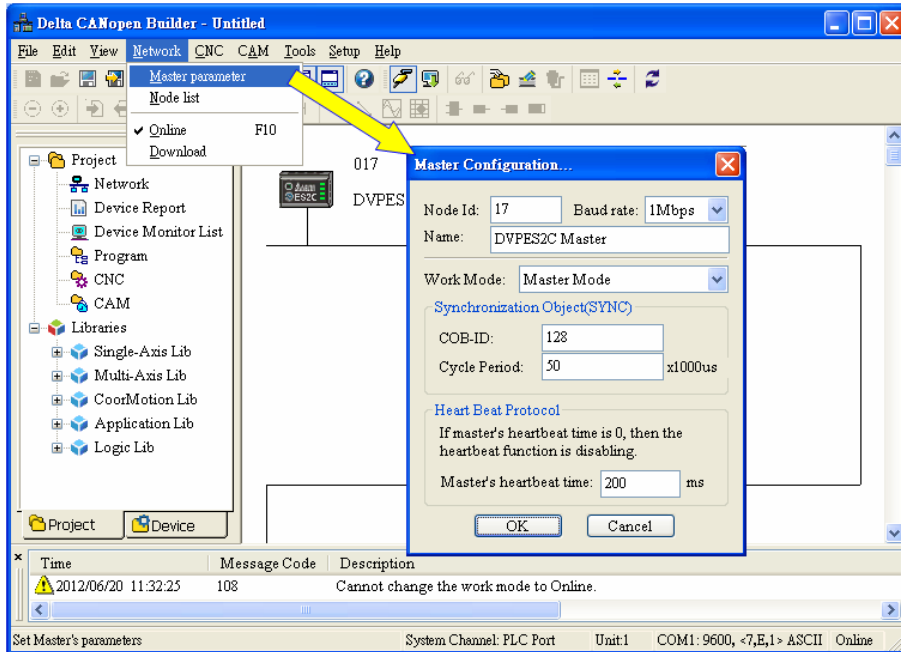 Delta CANopen Builder - Untitled
File Edit View Network CNC CAM Tools Setup Help
Master parameter
Node list
Online F10
Download
Project
Network
Device Report
Device Monitor List
Program
CNC
CAM
Libraries
Single-Axis Lib
Multi-Axis Lib
CoorMotion Lib
Application Lib
Logic Lib
Project Device
017
ES2C
DVPES
Master Configuration...
Node Id: 17 Baud rate: 1Mbps
Name: DVPES2C Master
Work Mode: Master Mode
Synchronization Object(SYNC)
COB-ID: 128
Cycle Period: 50 x1000us
Heart Beat Protocol
If master's heartbeat time is 0, then the
heartbeat function is disabling.
Master's heartbeat time: 200 ms
OK Cancel
Time Message Code Description
2012/06/20 11:32:25 108 Cannot change the work mode to Online.
Set Master's parameters System Channel: PLC Port Unit:1 COM1: 9600, <7,E,1> ASCII Online